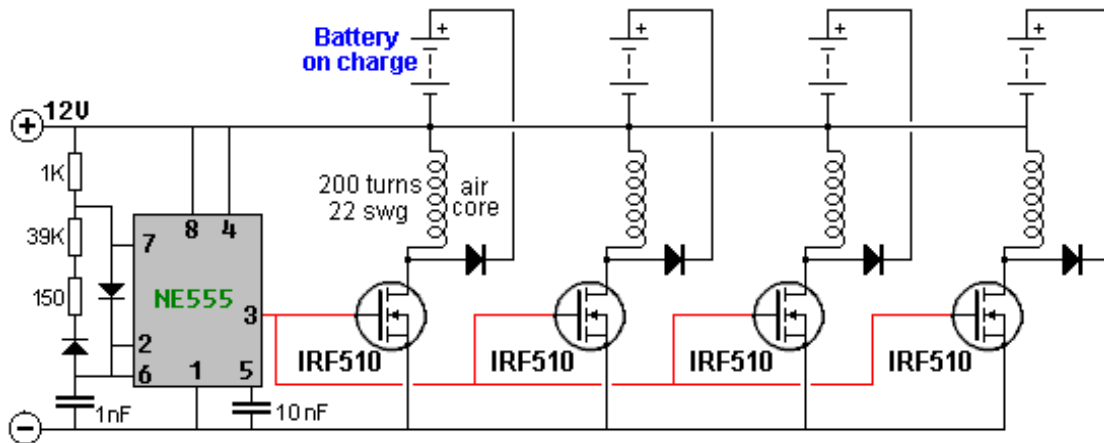 Battery
on charge
+
+
+
+
+
12V
1K
39K
150
1nF
8
4
7
NE555
3
2
6
1
5
10nF
200 turns
22 swg
air
core
IRF510
IRF510
IRF510
IRF510
−